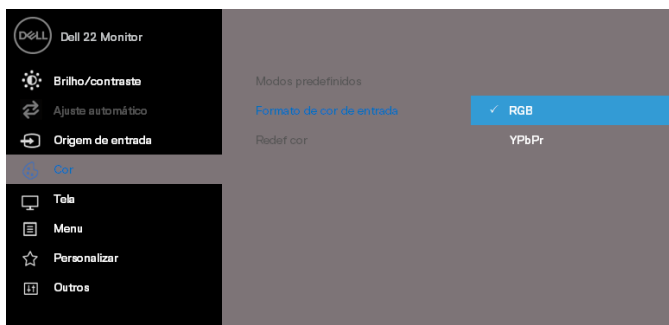 DELL
Dell 22 Monitor
Brilho/contraste
Ajuste automático
Origem de entrada
Cor
Tela
Menu
Personalizar
Outros
Modos predefinidos
Formato de cor de entrada
Redef cor
✓ RGB
YPbPr